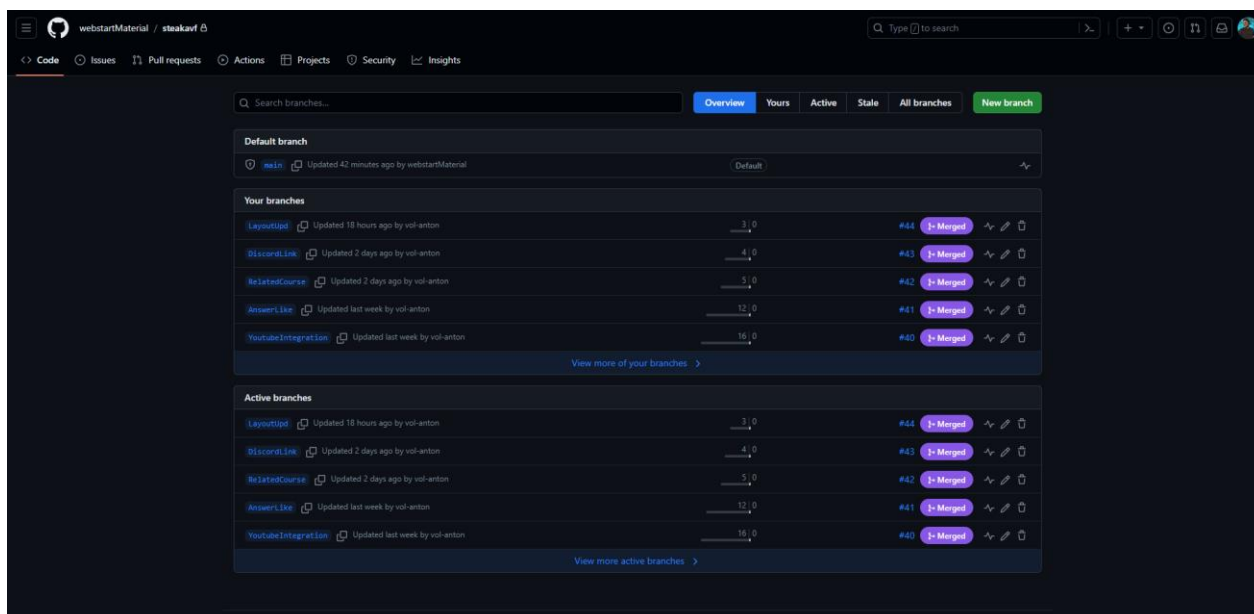 webstartMaterial / steakavf
Type / to search
Code Issues Pull requests Actions Projects Security Insights
Search branches... Overview Yours Active Stale All branches New branch
Default branch
main Updated 42 minutes ago by webstartMaterial Default
Your branches
LayoutUpd Updated 18 hours ago by vol-anton 3 0 #44 Merged
DiscordLink Updated 2 days ago by vol-anton 4 0 #43 Merged
RelatedCourse Updated 2 days ago by vol-anton 5 0 #42 Merged
AnswerLike Updated last week by vol-anton 12 0 #41 Merged
YoutubeIntegration Updated last week by vol-anton 16 0 #40 Merged
View more of your branches
Active branches
LayoutUpd Updated 18 hours ago by vol-anton 3 0 #44 Merged
DiscordLink Updated 2 days ago by vol-anton 4 0 #43 Merged
RelatedCourse Updated 2 days ago by vol-anton 5 0 #42 Merged
AnswerLike Updated last week by vol-anton 12 0 #41 Merged
YoutubeIntegration Updated last week by vol-anton 16 0 #40 Merged
View more active branches